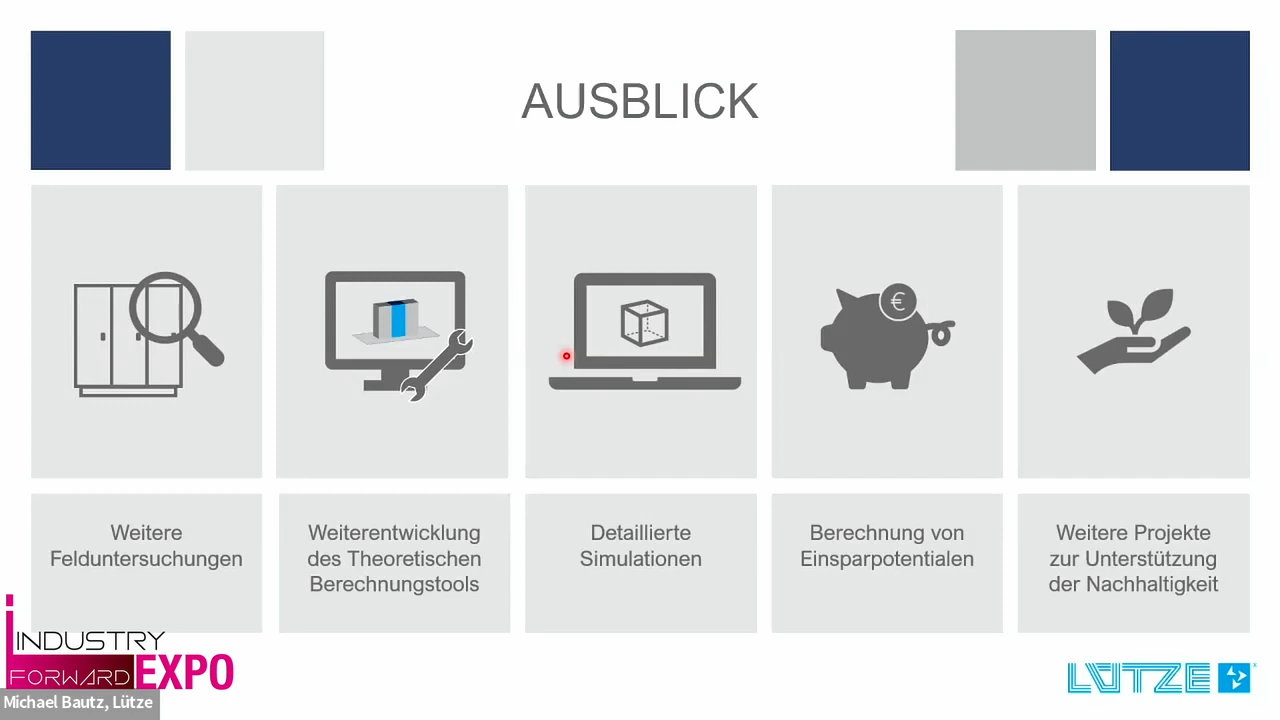 AUSBLICK
€
Weitere
Felduntersuchungen
Weiterentwicklung
des Theoretischen
Berechnungstools
Detaillierte
Simulationen
Berechnung von
Einsparpotentialen
Weitere Projekte
zur Unterstützung
der Nachhaltigkeit
INDUSTRY
FORWARD EXPO
Michael Bautz, Lütze
LÜTZE